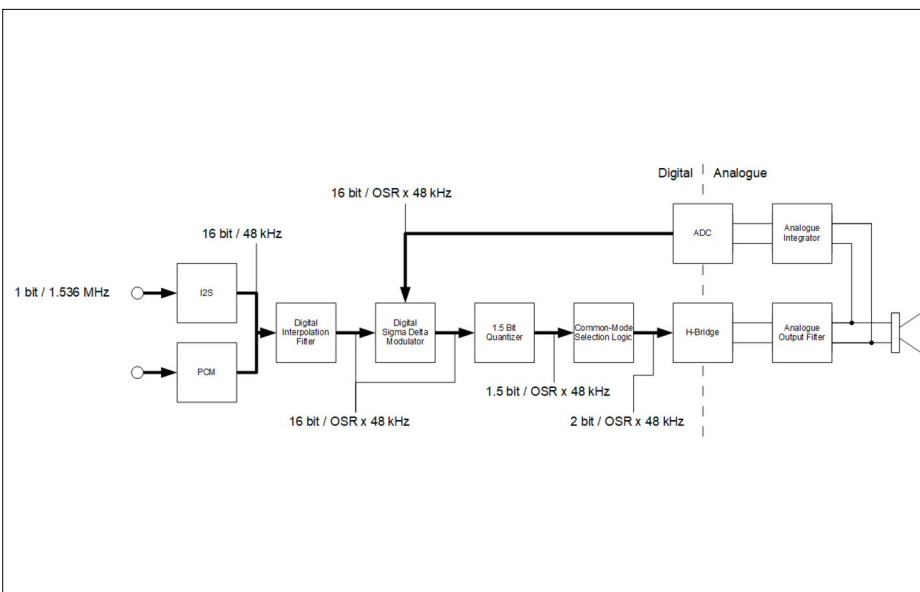 Digital Analogue
16 bit / OSR x 48 kHz
ADC
Analogue
Integrator
16 bit / 48 kHz
1 bit / 1.536 MHz
I2S
Digital
Interpolation
Filter
Digital
Sigma Delta
Modulator
1.5 Bit
Quantizer
Common-Mode
Selection Logic
H-Bridge
Analogue
Output Filter
PCM
16 bit / OSR x 48 kHz
1.5 bit / OSR x 48 kHz
2 bit / OSR x 48 kHz